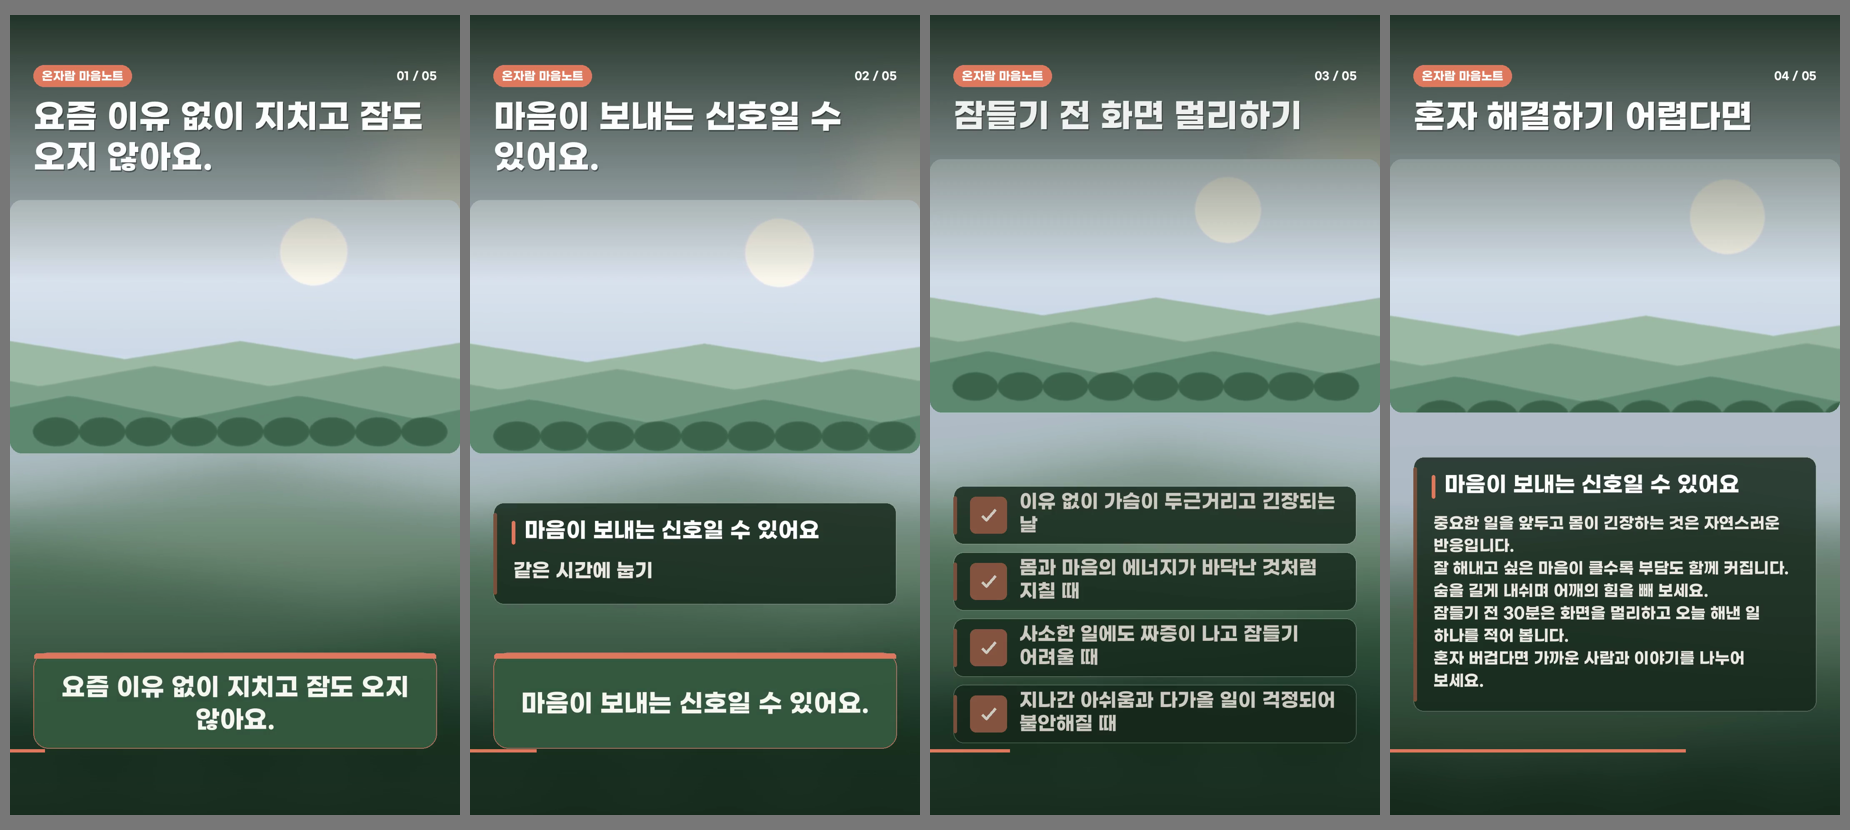 온자람 마음노트
01 / 05
요즘 이유 없이 지치고 잠도
오지 않아요.
요즘 이유 없이 지치고 잠도 오지
않아요.
온자람 마음노트
02 / 05
마음이 보내는 신호일 수
있어요.
마음이 보내는 신호일 수 있어요
같은 시간에 눕기
마음이 보내는 신호일 수 있어요.
온자람 마음노트
03 / 05
잠들기 전 화면 멀리하기
이유 없이 가슴이 두근거리고 긴장되는
날
몸과 마음의 에너지가 바닥난 것처럼
지칠 때
사소한 일에도 짜증이 나고 잠들기
어려울 때
지나간 아쉬움과 다가올 일이 걱정되어
불안해질 때
온자람 마음노트
04 / 05
혼자 해결하기 어렵다면
마음이 보내는 신호일 수 있어요
중요한 일을 앞두고 몸이 긴장하는 것은 자연스러운
반응입니다.
잘 해내고 싶은 마음이 클수록 부담도 함께 커집니다.
숨을 길게 내쉬며 어깨의 힘을 빼 보세요.
잠들기 전 30분은 화면을 멀리하고 오늘 해낸 일
하나를 적어 봅니다.
혼자 버겁다면 가까운 사람과 이야기를 나누어
보세요.